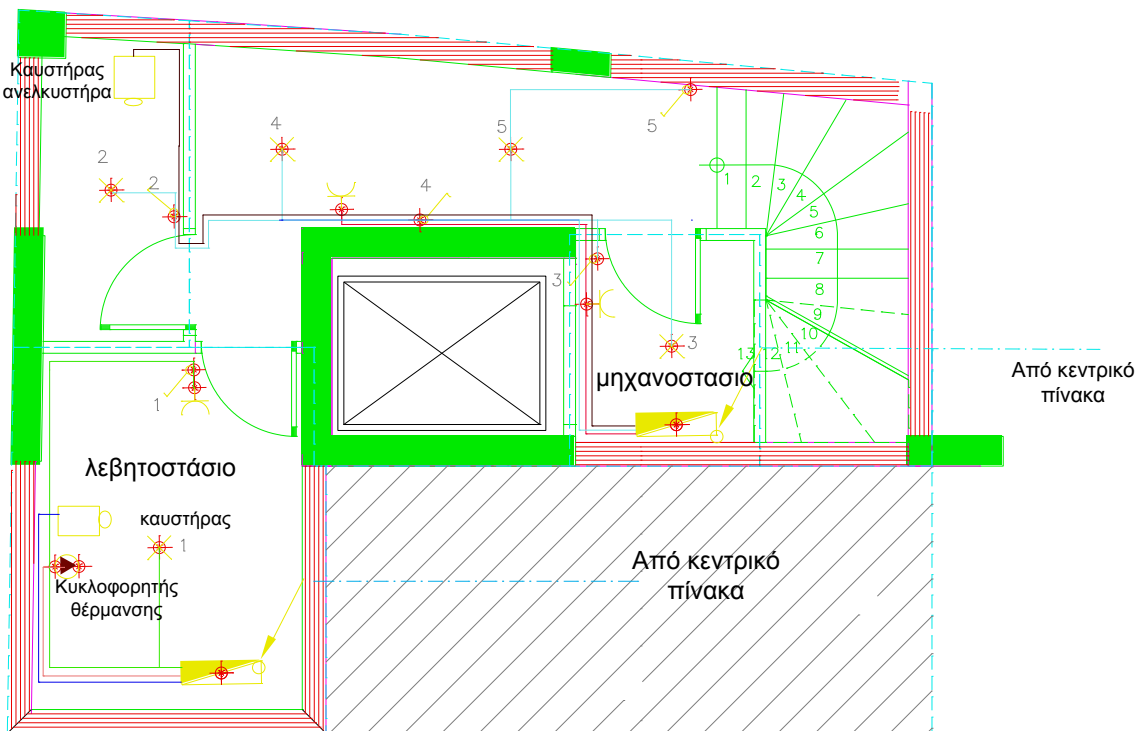 Καυστήρας
ανελκυστήρα
4
5
5
2
2
4
3
3
1
2
3
4
5
6
7
8
9
10
11
12
13
μηχανοστασιο
Από κεντρικό
πίνακα
1
λεβητοστάσιο
καυστήρας
1
Κυκλοφορητής
θέρμανσης
Από κεντρικό
πίνακα